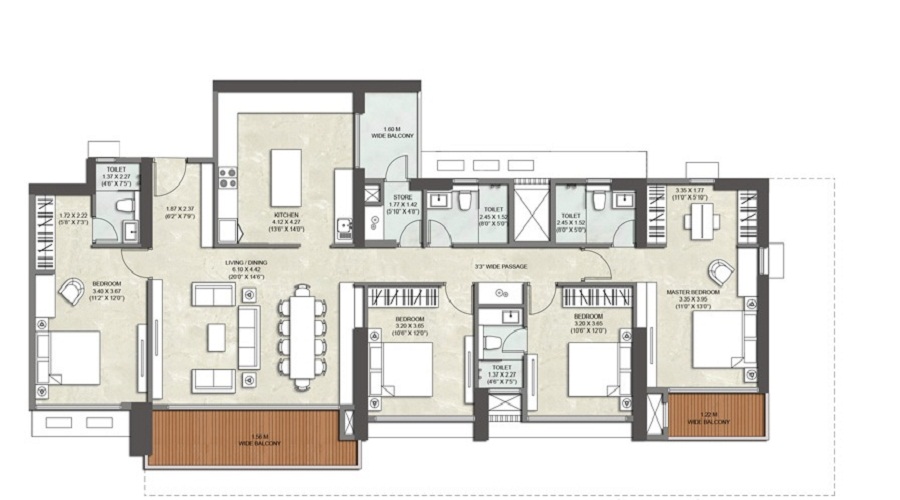 1.60 M
WIDE BALCONY
TOILET
1.37 X 2.27
(4'6" X 7'5")
1.72 X 2.22
(5'8" X 7'3")
1.87 X 2.37
(6'2" X 7'9")
KITCHEN
4.12 X 4.27
(13'6" X 14'0")
STORE
1.77 X 1.42
(5'10" X 4'8")
TOILET
2.45 X 1.52
(8'0" X 5'0")
TOILET
2.45 X 1.52
(8'0" X 5'0")
3.35 X 1.77
(11'0" X 5'10")
LIVING / DINING
6.10 X 4.42
(20'0" X 14'6")
3'3" WIDE PASSAGE
BEDROOM
3.40 X 3.67
(11'2" X 12'0")
MASTER BEDROOM
3.35 X 3.95
(11'0" X 13'0")
BEDROOM
3.20 X 3.65
(10'6" X 12'0")
BEDROOM
3.20 X 3.65
(10'6" X 12'0")
TOILET
1.37 X 2.27
(4'6" X 7'5")
WIDE BALCONY
1.22 M
WIDE BALCONY